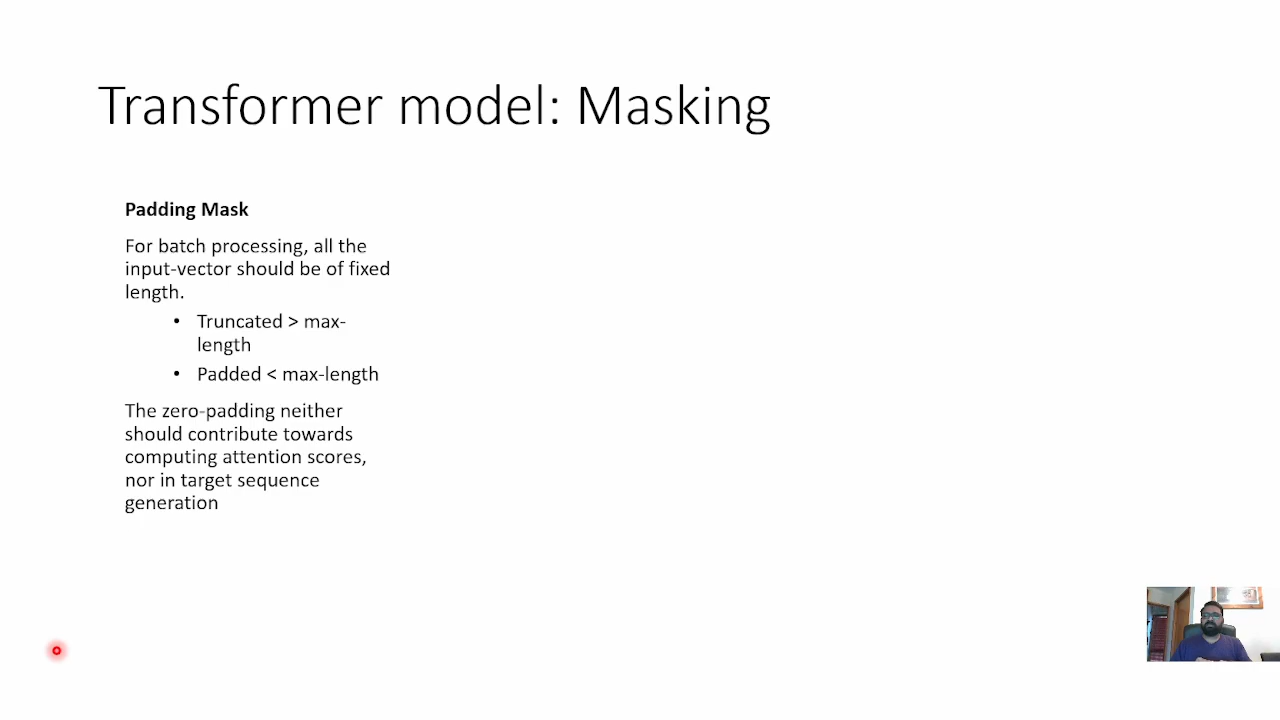 Transformer model: Masking
Padding Mask
For batch processing, all the
input-vector should be of fixed
length.
• Truncated > max-
length
• Padded < max-length
The zero-padding neither
should contribute towards
computing attention scores,
nor in target sequence
generation